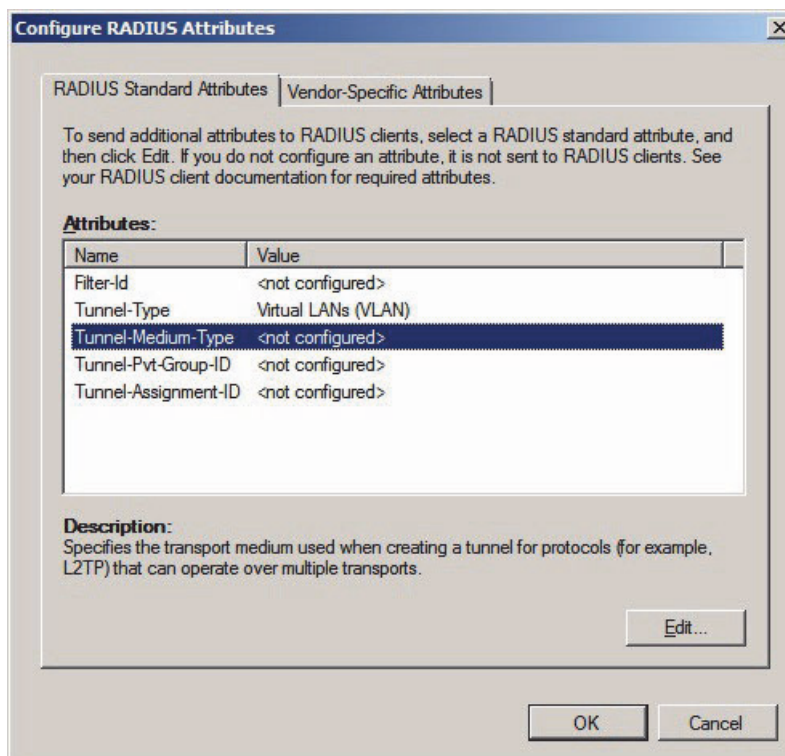 Configure RADIUS Attributes
RADIUS Standard Attributes Vendor-Specific Attributes
To send additional attributes to RADIUS clients, select a RADIUS standard attribute, and
then click Edit. If you do not configure an attribute, it is not sent to RADIUS clients. See
your RADIUS client documentation for required attributes.
Attributes:
Name Value
Filter-Id <not configured>
Tunnel-Type Virtual LANs (VLAN)
Tunnel-Medium-Type <not configured>
Tunnel-Pvt-Group-ID <not configured>
Tunnel-Assignment-ID <not configured>
Description:
Specifies the transport medium used when creating a tunnel for protocols (for example,
L2TP) that can operate over multiple transports.
Edit...
OK Cancel